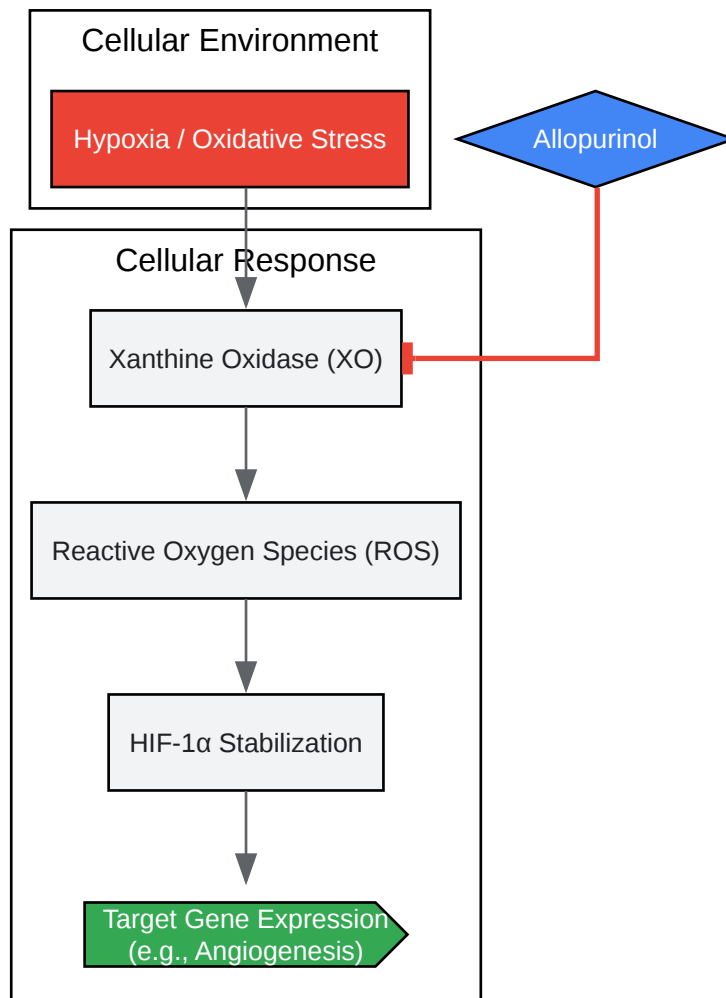 Cellular Environment
Hypoxia / Oxidative Stress
Allopurinol
Cellular Response
Xanthine Oxidase (XO)
Reactive Oxygen Species (ROS)
HIF-1α Stabilization
Target Gene Expression
(e.g., Angiogenesis)